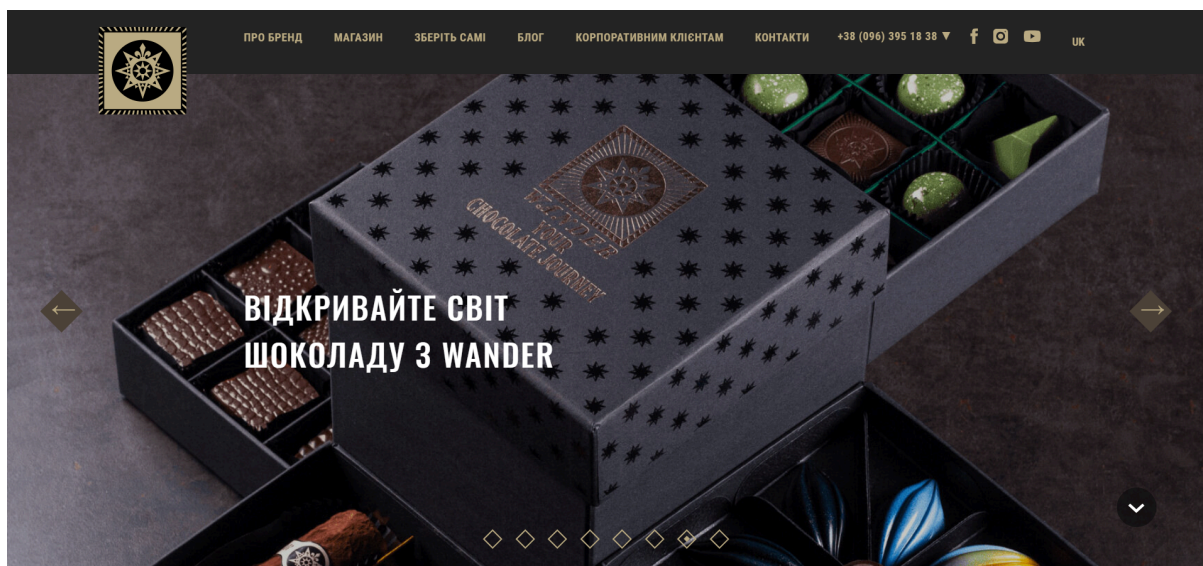 ПРО БРЕНД
МАГАЗИН
ЗБЕРІТЬ САМІ
БЛОГ
КОРПОРАТИВНИМ КЛІЄНТАМ
КОНТАКТИ
+38 (096) 395 18 38 ▼
UK
WANDER
YOUR
CHOCOLATE JOURNEY
ВІДКРИВАЙТЕ СВІТ
ШОКОЛАДУ З WANDER